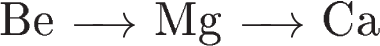 Be ⟶ Mg ⟶ Ca